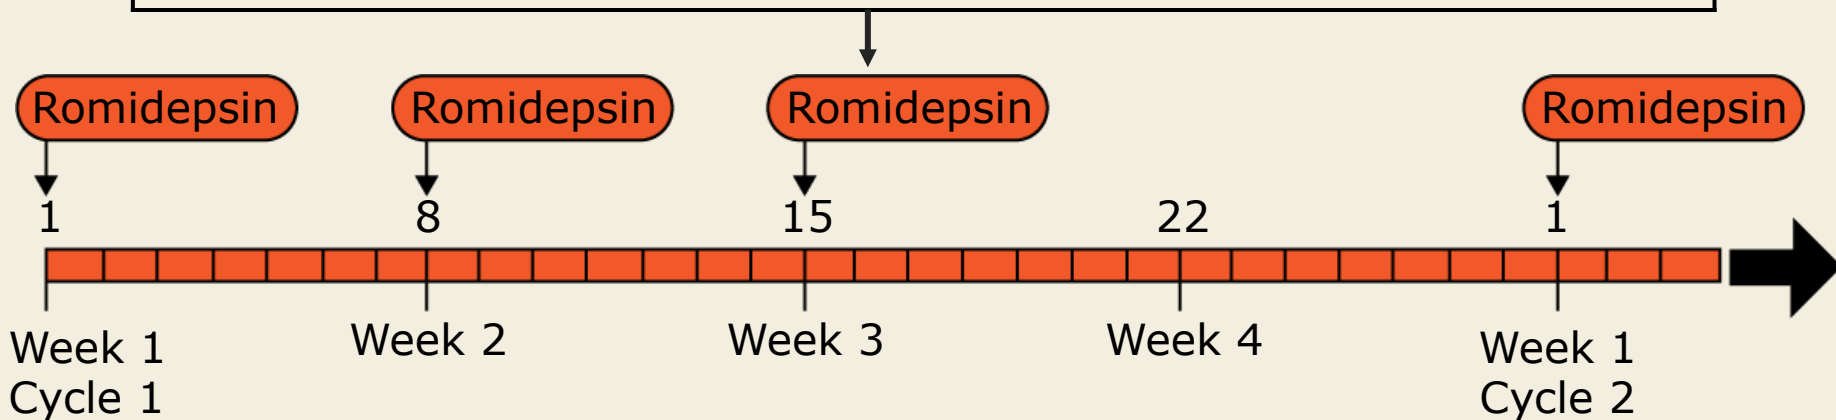 Romidepsin Romidepsin Romidepsin Romidepsin
1 8 15 22 1
Week 1 Week 2 Week 3 Week 4 Week 1
Cycle 1 Cycle 2